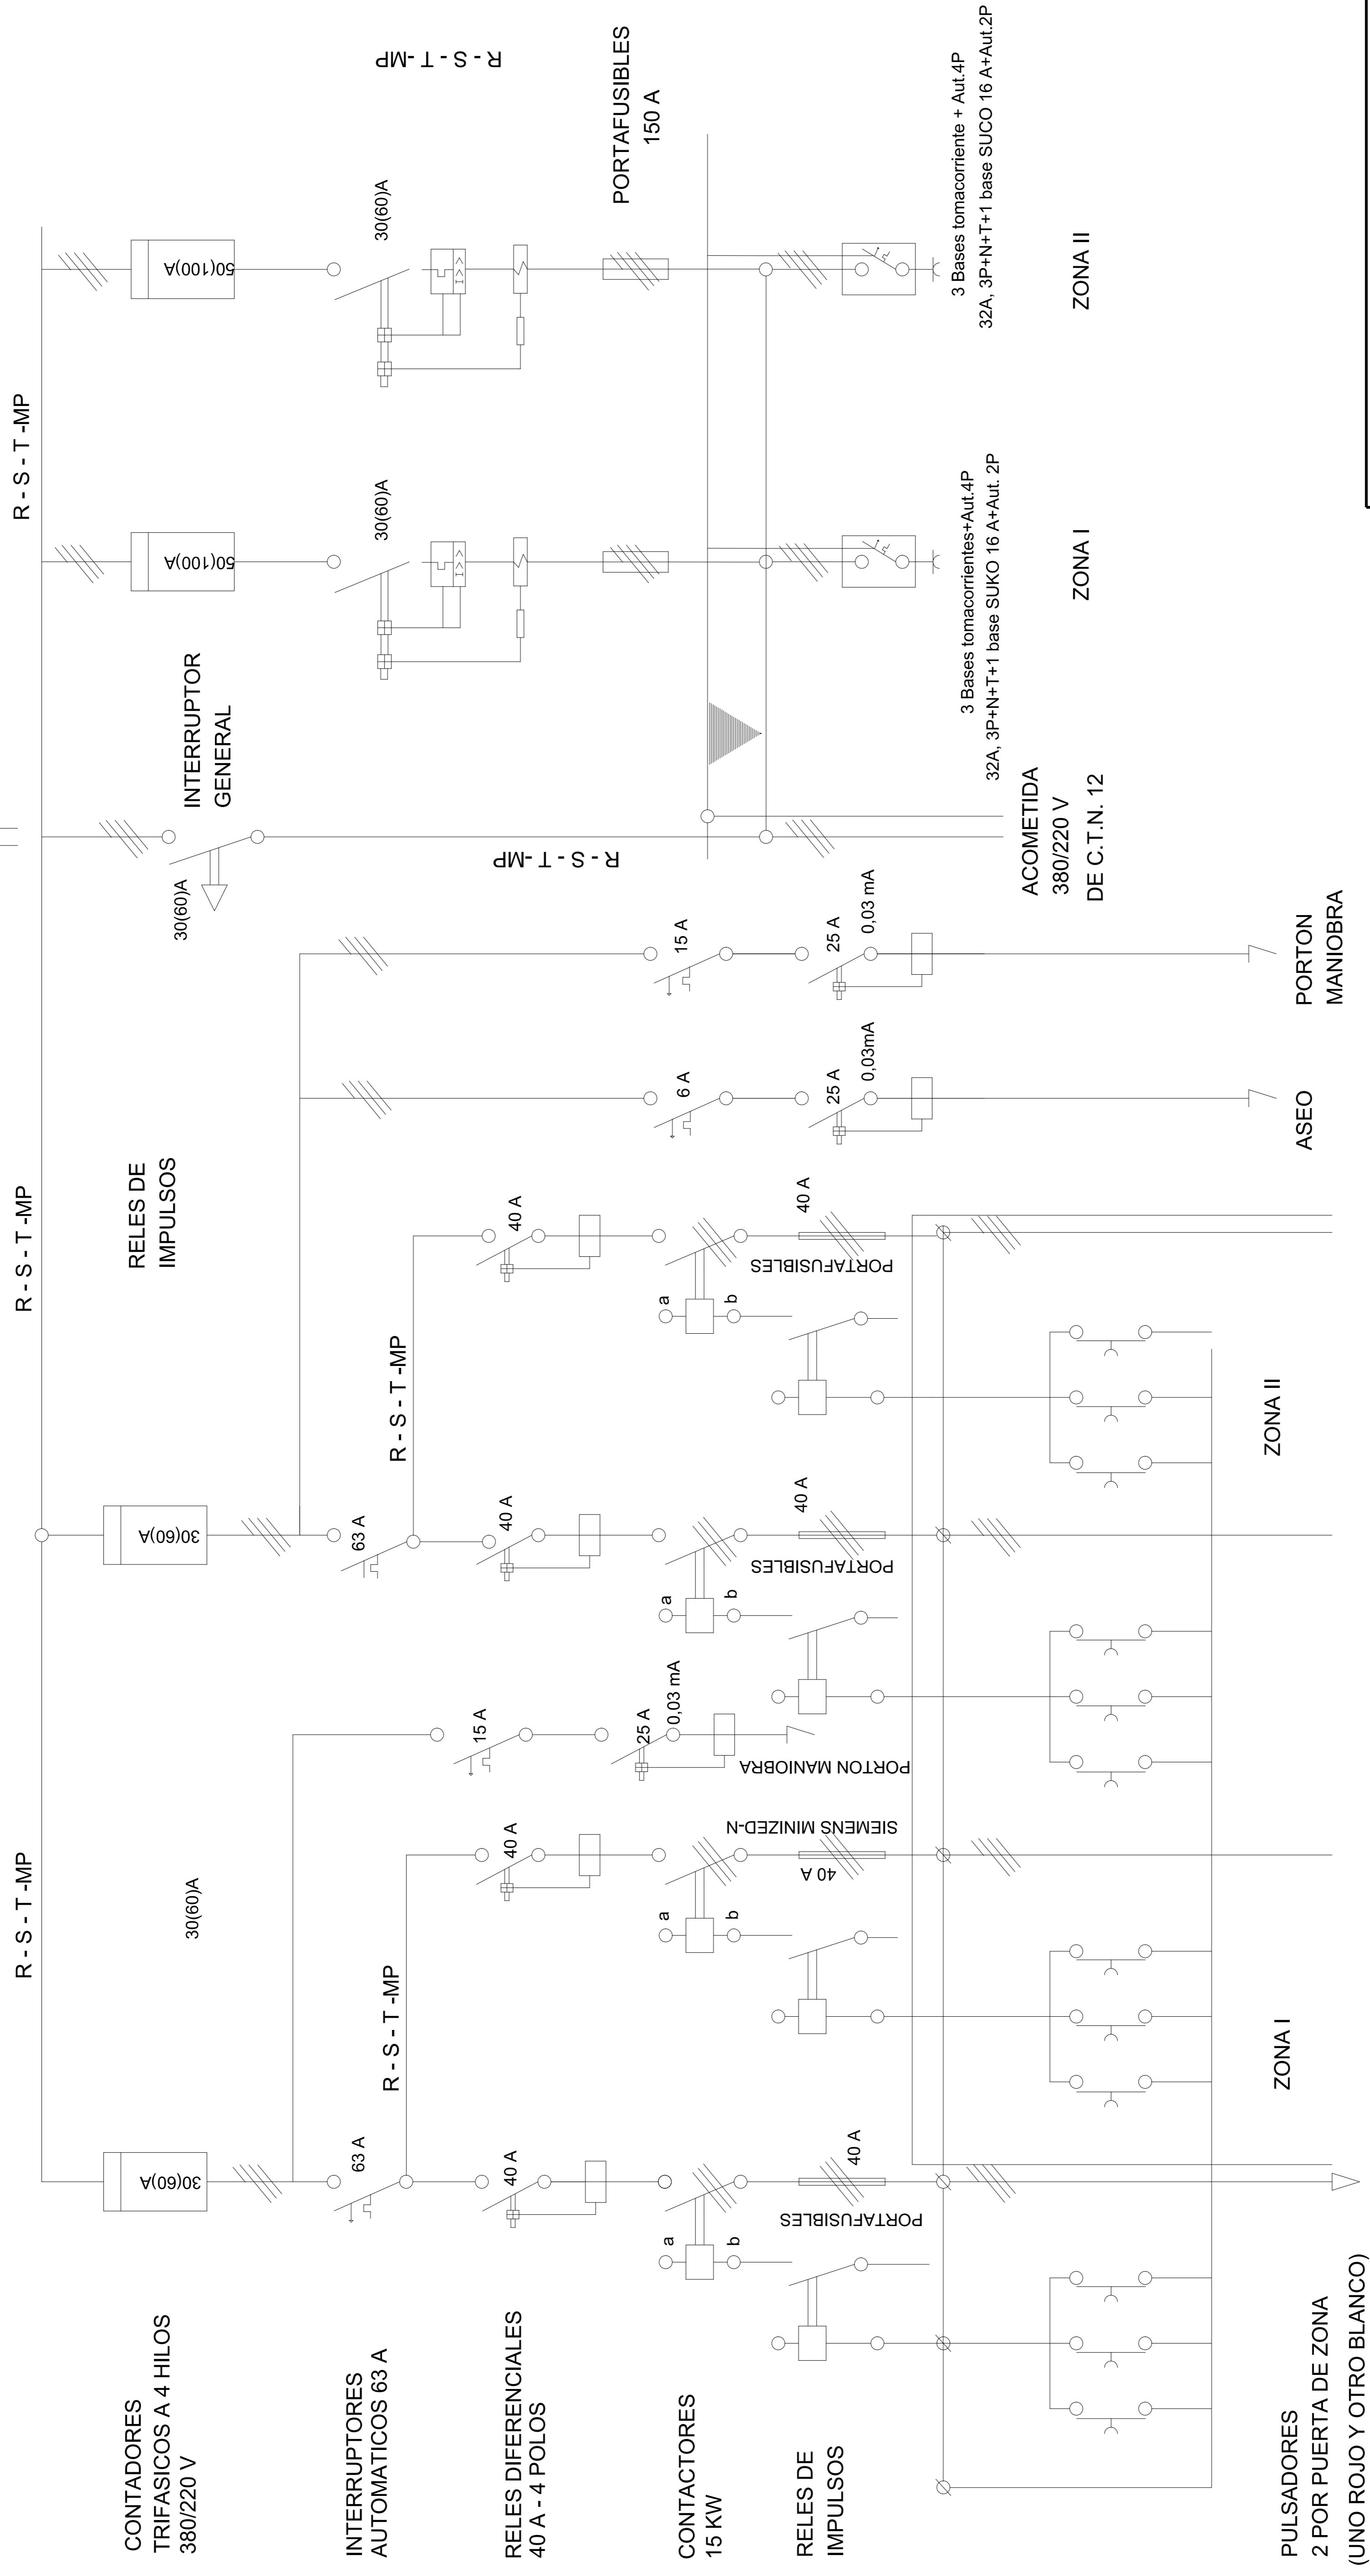 CONTADORES
TRIFASICOS A 4 HILOS
380/220 V
INTERRUPTORES
AUTOMATICOS 63 A
RELES DIFERENCIALES
40 A - 4 POLOS
CONTACTORES
15 KW
RELES DE
IMPULSOS
PULSADORES
2 POR PUERTA DE ZONA
(UNO ROJO Y OTRO BLANCO)
R - S - T -MP
30(60)A
63 A
40 A
a
b
PORTAFUSIBLES
40 A
R - S - T -MP
30(60)A
40 A
a
b
SIEMENS MINIZED-N
40 A
ZONA I
15 A
25 A
0,03 mA
PORTON MANIOBRA
R - S - T -MP
30(60)A
63 A
40 A
a
b
PORTAFUSIBLES
40 A
R - S - T -MP
40 A
a
b
PORTAFUSIBLES
40 A
ZONA II
RELES DE
IMPULSOS
6 A
25 A
0,03mA
ASEO
15 A
25 A
0,03 mA
PORTON
MANIOBRA
30(60)A
INTERRUPTOR
GENERAL
R - S - T-MP
ACOMETIDA
380/220 V
DE C.T.N. 12
R - S - T -MP
50(100)A
30(60)A
3 Bases tomacorrientes+Aut.4P
32A, 3P+N+T+1 base SUKO 16 A+Aut. 2P
ZONA I
50(100)A
30(60)A
R - S - T -MP
PORTAFUSIBLES
150 A
3 Bases tomacorriente + Aut.4P
32A, 3P+N+T+1 base SUCO 16 A+Aut.2P
ZONA II